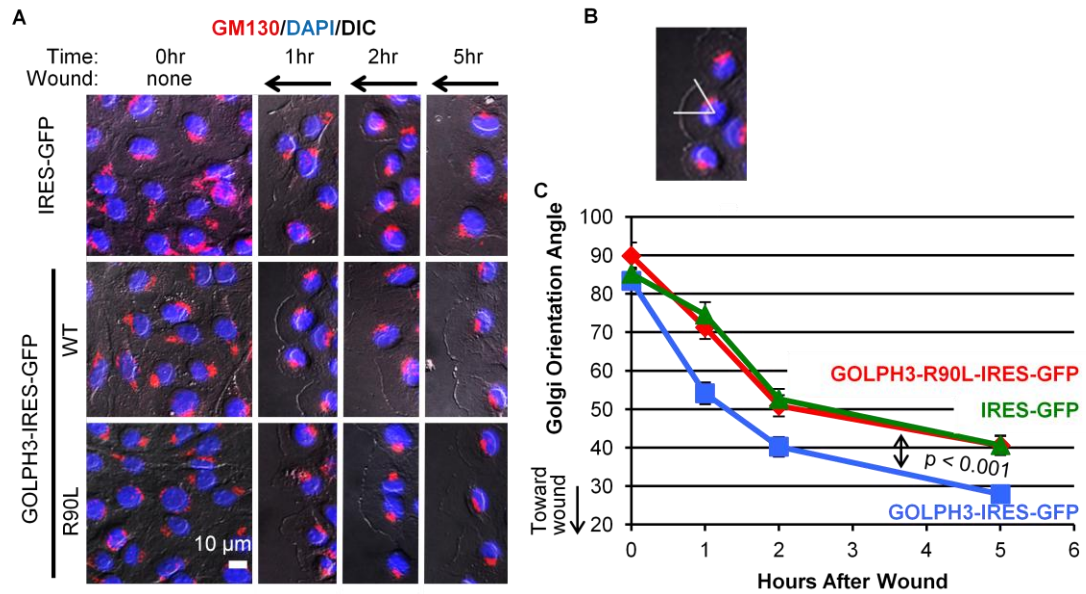 A
GM130/DAPI/DIC
Time: 0hr 1hr 2hr 5hr
Wound: none
IRES-GFP
GOLPH3-IRES-GFP
WT
R90L
10 µm
B
C
Golgi Orientation Angle
Toward
wound
100
90
80
70
60
50
40
30
20
GOLPH3-R90L-IRES-GFP
IRES-GFP
p < 0.001
GOLPH3-IRES-GFP
0 1 2 3 4 5 6
Hours After Wound